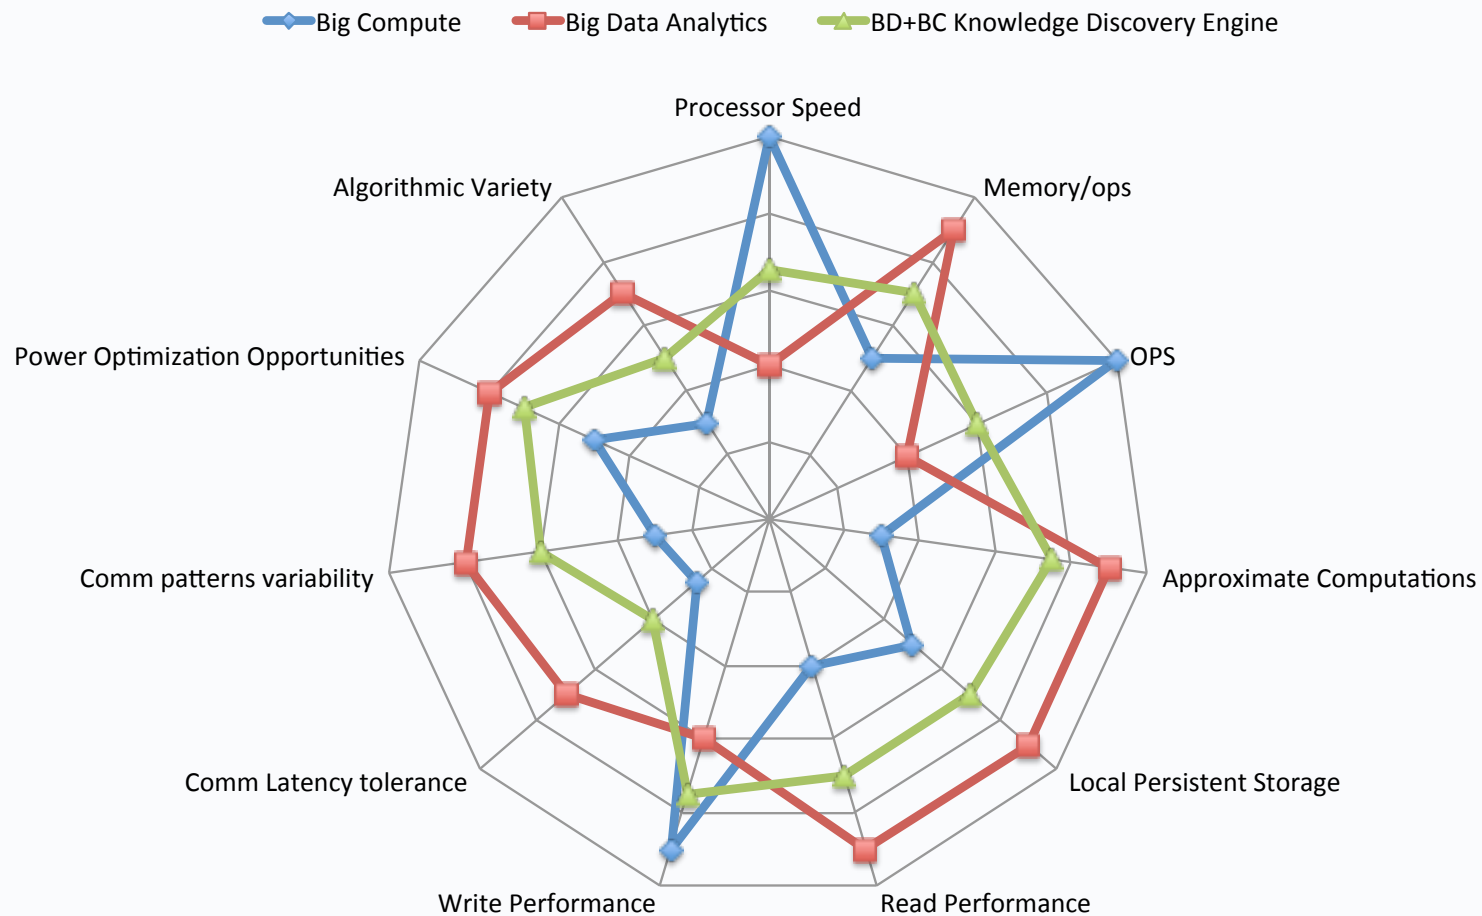 Big Compute Big Data Analytics BD+BC Knowledge Discovery Engine
Processor Speed
Algorithmic Variety
Memory/ops
Power Optimization Opportunities
OPS
Comm patterns variability
Approximate Computations
Comm Latency tolerance
Local Persistent Storage
Write Performance
Read Performance